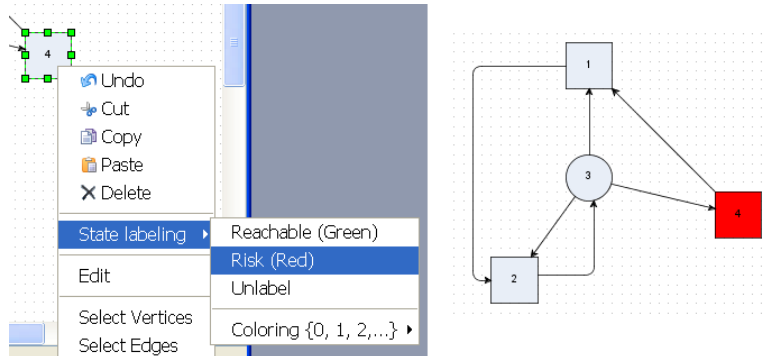 4
Undo
Cut
Copy
Paste
Delete
State labeling
Reachable (Green)
Risk (Red)
Unlabel
Coloring {0, 1, 2,...}
Edit
Select Vertices
Select Edges
1
3
4
2